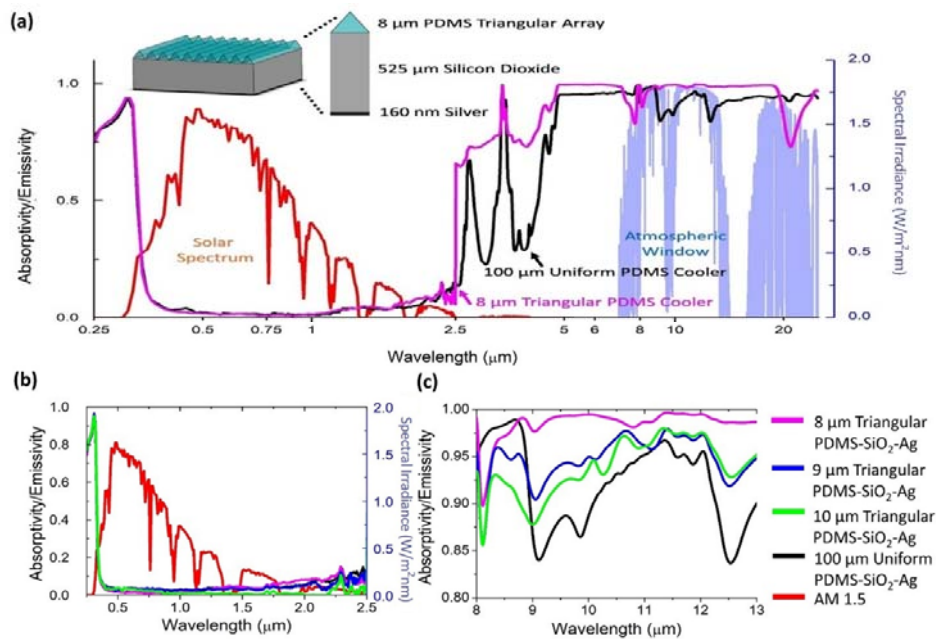 (a)
8 μm PDMS Triangular Array
525 μm Silicon Dioxide
160 nm Silver
1.0
0.5
0.0
Absorptivity/Emissivity
2.0
1.5
1.0
0.5
0.0
Spectral Irradiance (W/m²nm)
Solar
Spectrum
Atmospheric
Window
100 μm Uniform PDMS Cooler
8 μm Triangular PDMS Cooler
0.25 0.5 0.75 1 2.5 5 6 8 10 20
Wavelength (μm)
(b)
1.0
0.8
0.6
0.4
0.2
0.0
Absorptivity/Emissivity
2.0
1.5
1.0
0.5
0.0
Spectral Irradiance (W/m²nm)
0.5 1.0 1.5 2.0 2.5
Wavelength (μm)
(c)
1.00
0.95
0.90
0.85
0.80
Absorptivity/Emissivity
8 9 10 11 12 13
Wavelength (μm)
8 μm Triangular
PDMS-SiO₂-Ag
9 μm Triangular
PDMS-SiO₂-Ag
10 μm Triangular
PDMS-SiO₂-Ag
100 μm Uniform
PDMS-SiO₂-Ag
AM 1.5